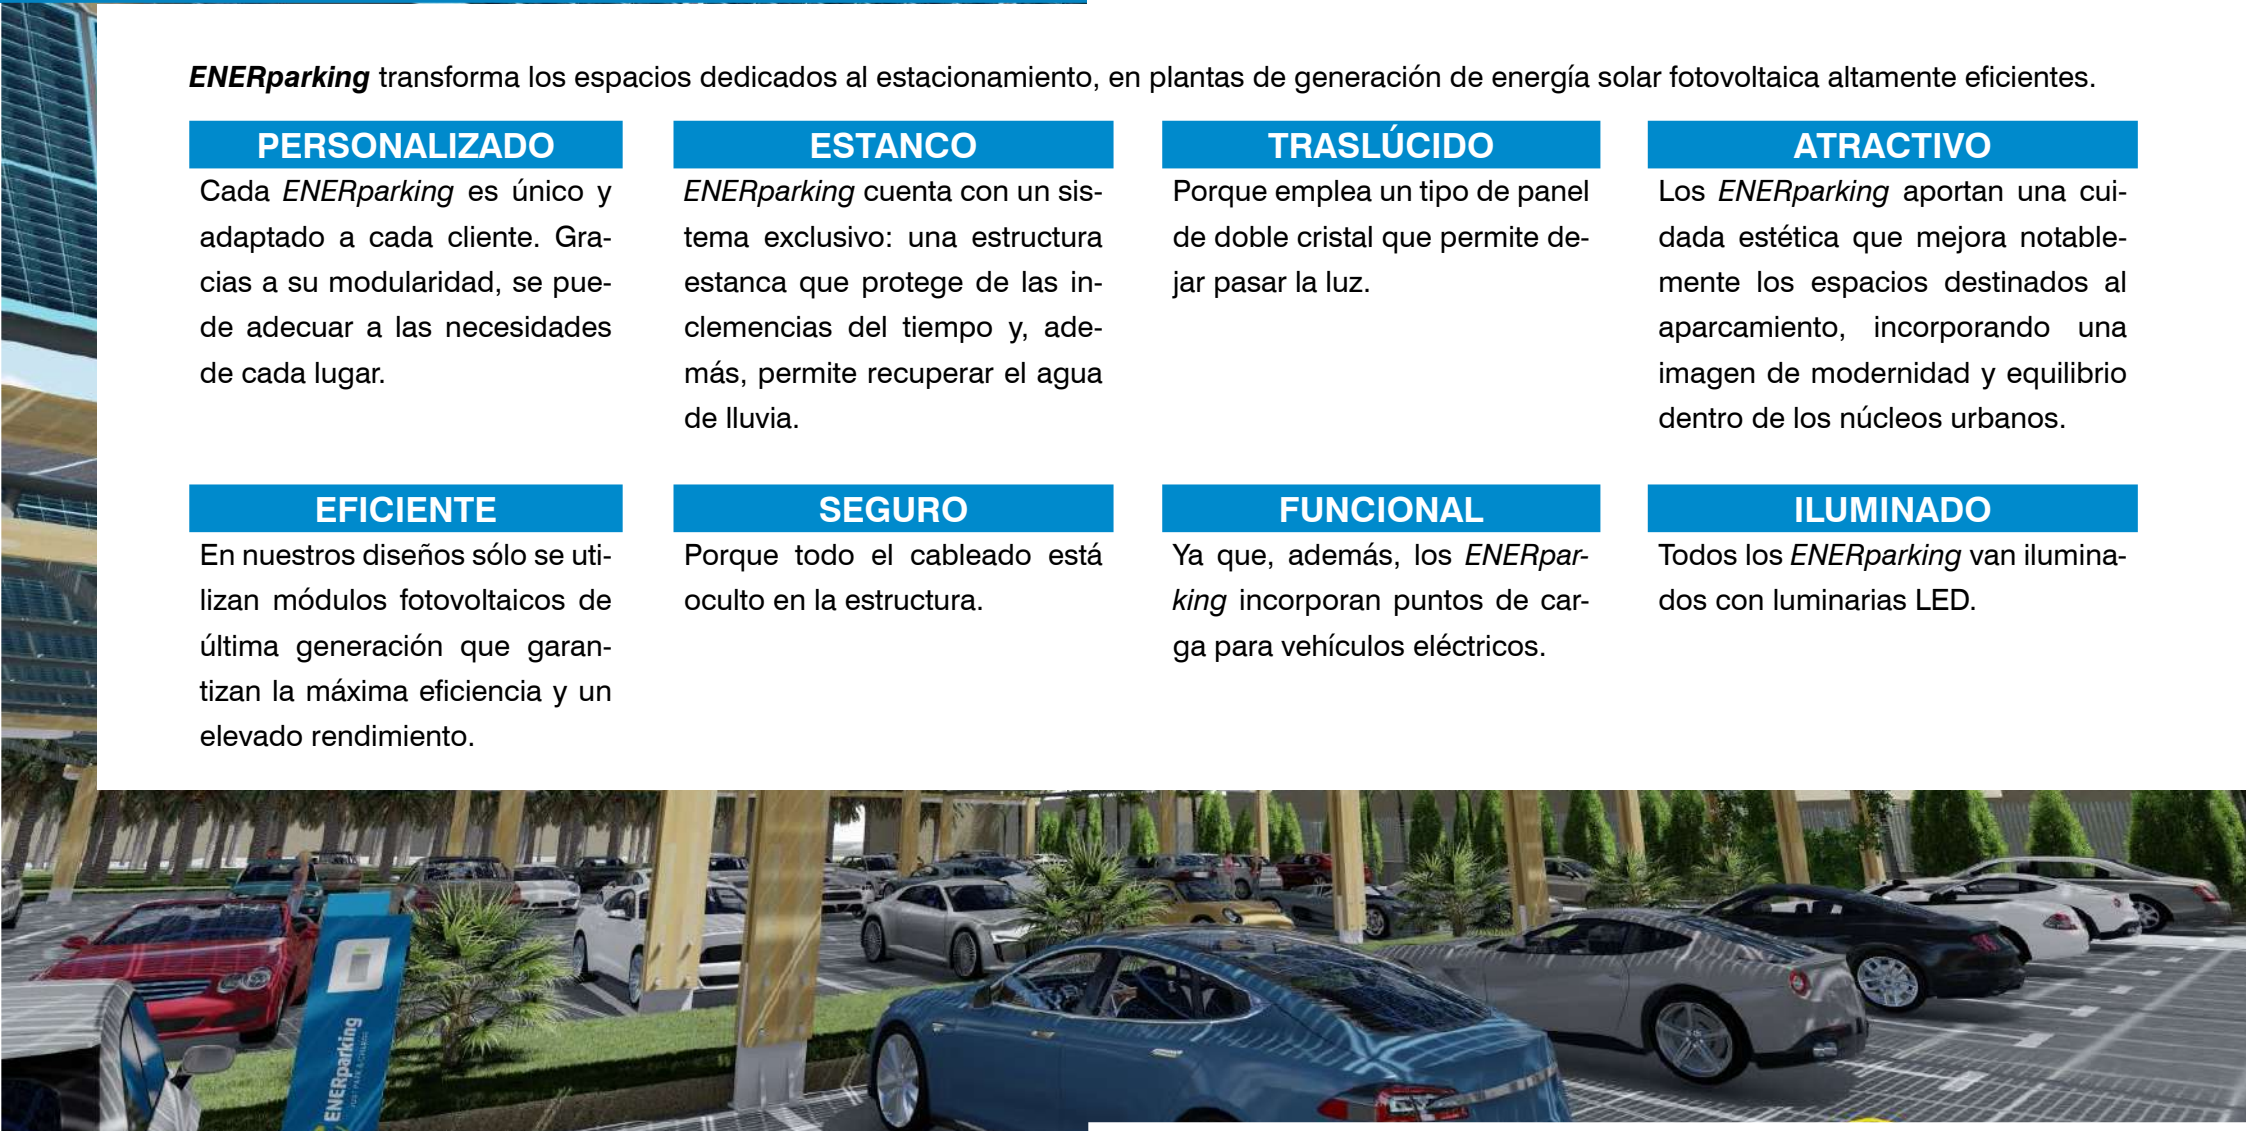 ENERparking transforma los espacios dedicados al estacionamiento, en plantas de generación de energía solar fotovoltaica altamente eficientes.
PERSONALIZADO
Cada ENERparking es único y
adaptado a cada cliente. Gra-
cias a su modularidad, se pue-
de adecuar a las necesidades
de cada lugar.
ESTANCO
ENERparking cuenta con un sis-
tema exclusivo: una estructura
estanca que protege de las in-
clemencias del tiempo y, ade-
más, permite recuperar el agua
de lluvia.
TRASLÚCIDO
Porque emplea un tipo de panel
de doble cristal que permite de-
jar pasar la luz.
ATRACTIVO
Los ENERparking aportan una cui-
dada estética que mejora notable-
mente los espacios destinados al
aparcamiento, incorporando una
imagen de modernidad y equilibrio
dentro de los núcleos urbanos.
EFICIENTE
En nuestros diseños sólo se uti-
lizan módulos fotovoltaicos de
última generación que garan-
tizan la máxima eficiencia y un
elevado rendimiento.
SEGURO
Porque todo el cableado está
oculto en la estructura.
FUNCIONAL
Ya que, además, los ENERpar-
king incorporan puntos de car-
ga para vehículos eléctricos.
ILUMINADO
Todos los ENERparking van ilumina-
dos con luminarias LED.
ENERparking
JUST PARK & CHARGE